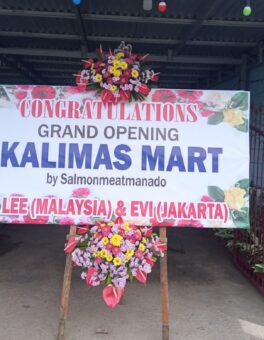 CONGRATULATIONS
GRAND OPENING
KALIMAS MART
by Salmonmeatmanado
LEE (MALAYSIA) & EVI (JAKARTA)